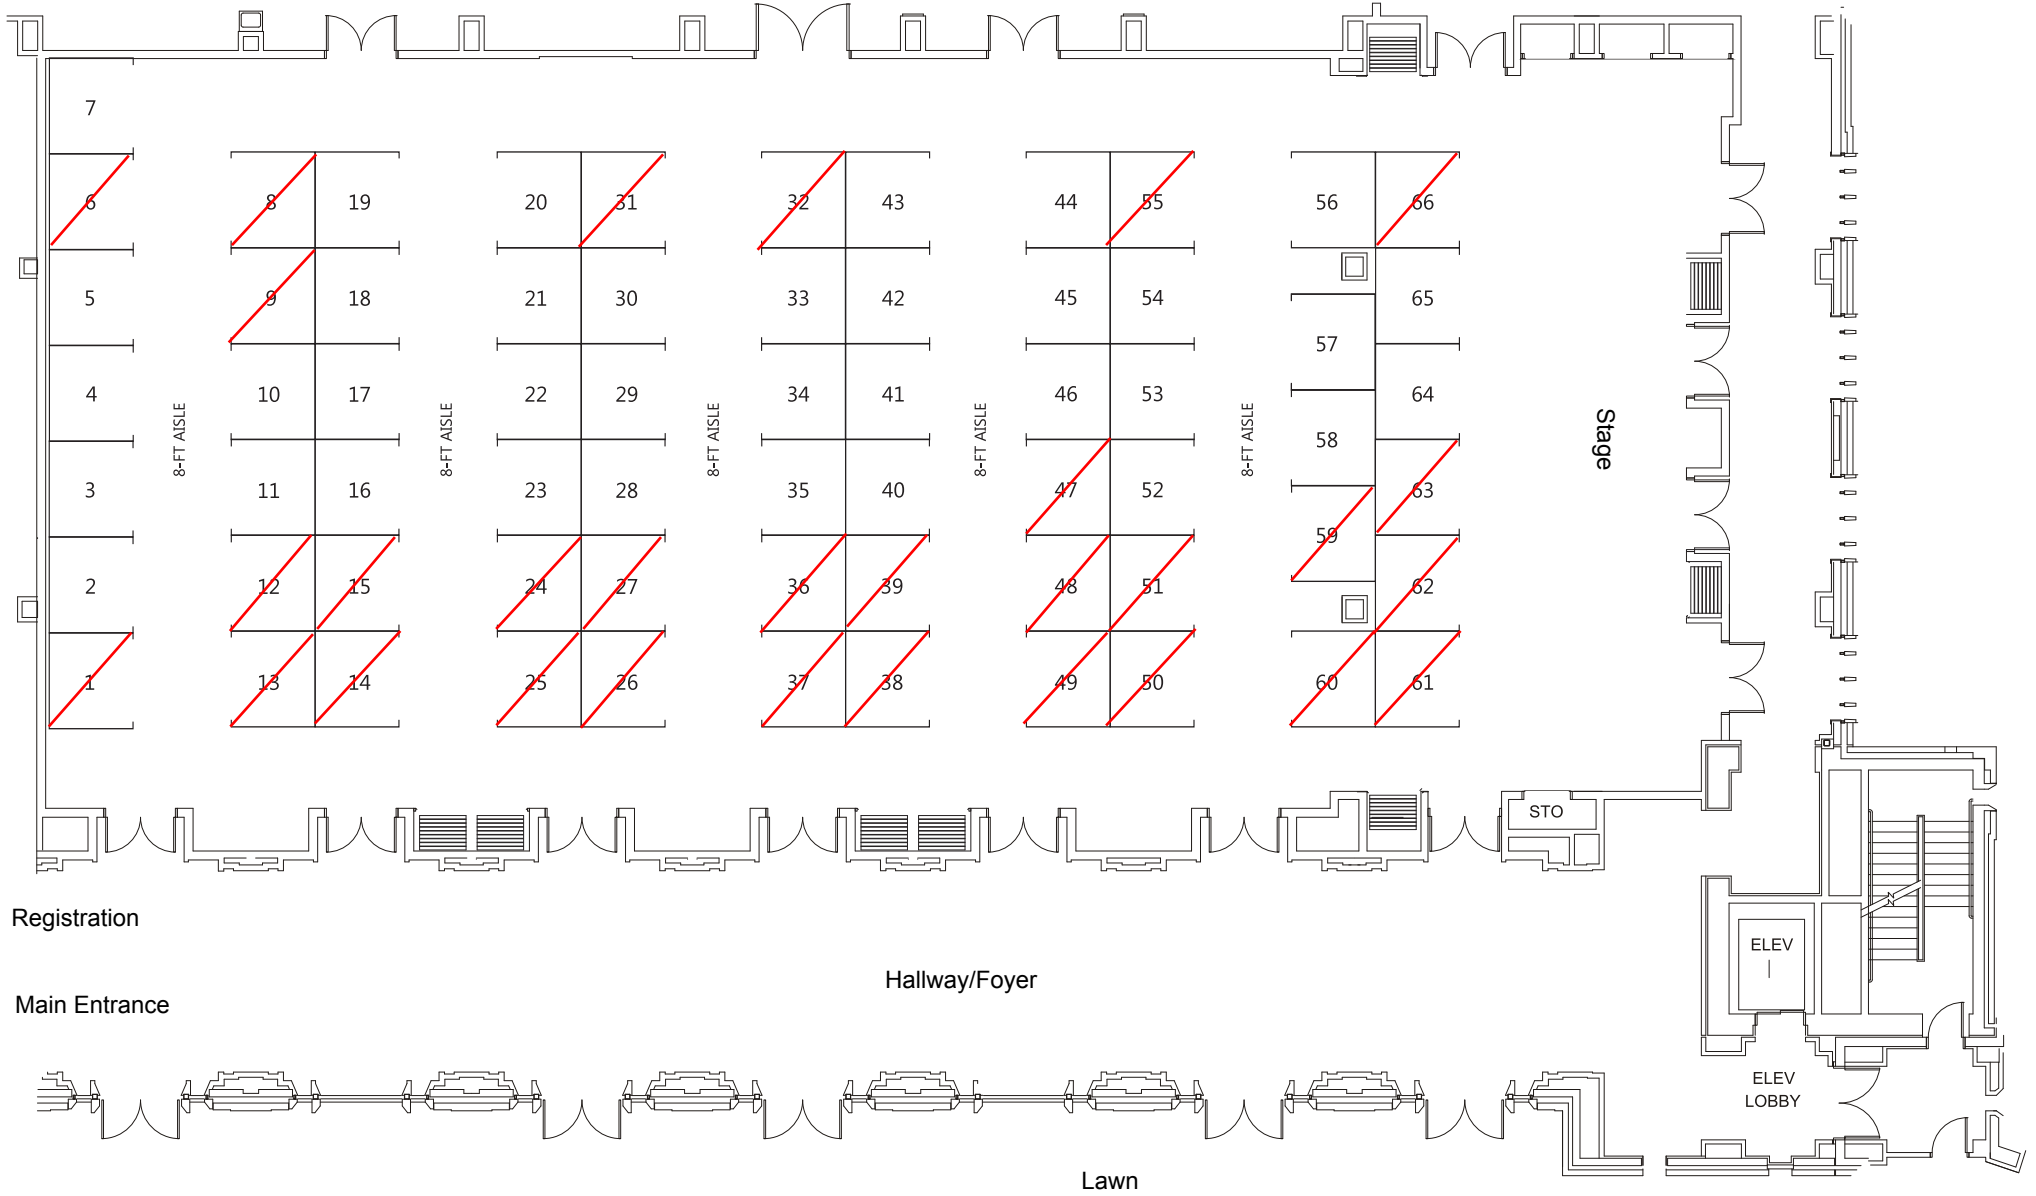 7
6 8 19 20 31 32 43 44 55 56 66
5 9 18 21 30 33 42 45 54 65
57
4 10 17 22 29 34 41 46 53 64
8-FT AISLE 8-FT AISLE 8-FT AISLE 8-FT AISLE 8-FT AISLE
58
Stage
3 11 16 23 28 35 40 47 52 63
59
2 12 15 24 27 36 39 48 51 62
1 13 14 25 26 37 38 49 50 60 61
STO
Registration
ELEV
Hallway/Foyer
Main Entrance
ELEV
LOBBY
Lawn